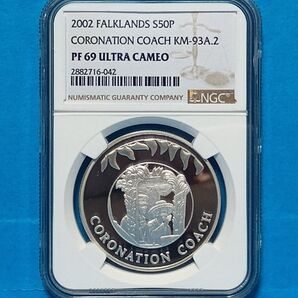 2002 FALKLANDS S50P
CORONATION COACH KM-93A.2
PF 69 ULTRA CAMEO
2882716-042
NUMISMATIC GUARANTY COMPANY
NGC
CORONATION COACH